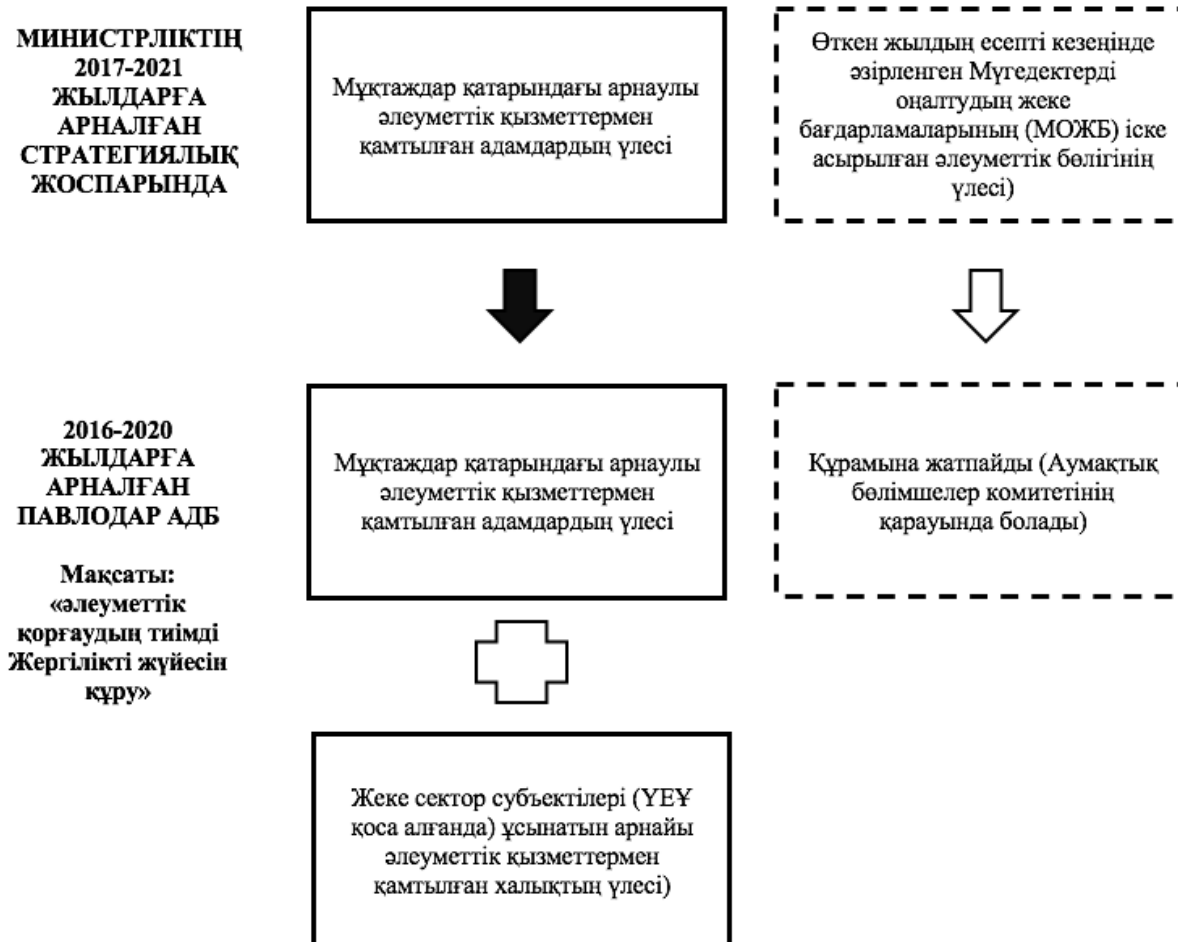 МИНИСТРЛІКТІҢ
2017-2021
ЖЫЛДАРҒА
АРНАЛҒАН
СТРАТЕГИЯЛЫҚ
ЖОСПАРЫНДА
Мұқтаждар қатарындағы арнаулы
әлеуметтік қызметтермен
қамтылған адамдардың үлесі
Өткен жылдың есепті кезеңінде
әзірленген Мүгедектерді
оңалтудың жеке
бағдарламаларының (МОЖБ) іске
асырылған әлеуметтік бөлігінің
үлесі)
2016-2020
ЖЫЛДАРҒА
АРНАЛҒАН
ПАВЛОДАР АДБ
Мақсаты:
«әлеуметтік
қорғаудың тиімді
Жергілікті жүйесін
құру»
Мұқтаждар қатарындағы арнаулы
әлеуметтік қызметтермен
қамтылған адамдардың үлесі
Құрамына жатпайды (Аумақтық
бөлімшелер комитетінің
қарауында болады)
Жеке сектор субъектілері (ҮЕҰ
қоса алғанда) ұсынатын арнайы
әлеуметтік қызметтермен
қамтылған халықтың үлесі)